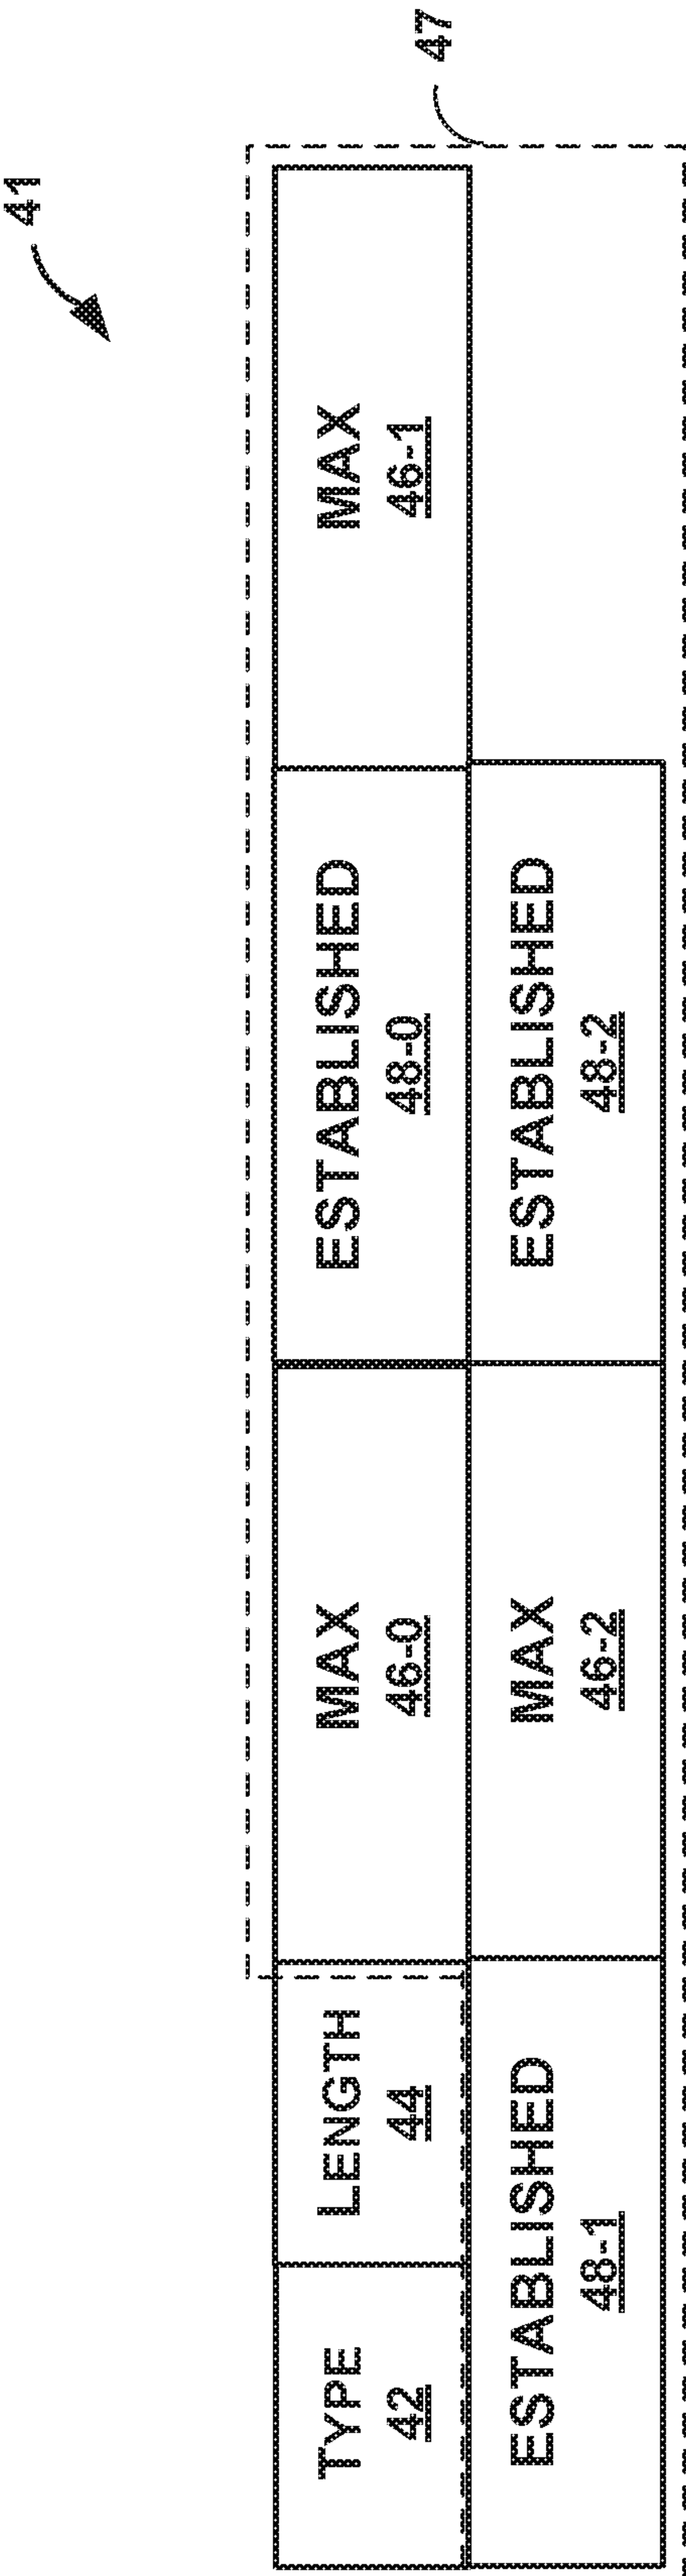 41
47
TYPE
42
LENGTH
44
MAX
46-0
ESTABLISHED
48-0
MAX
46-1
ESTABLISHED
48-1
MAX
46-2
ESTABLISHED
48-2